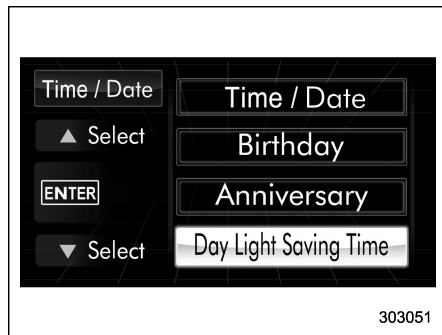 Time / Date
▲ Select
ENTER
▼ Select
Time / Date
Birthday
Anniversary
Day Light Saving Time
303051